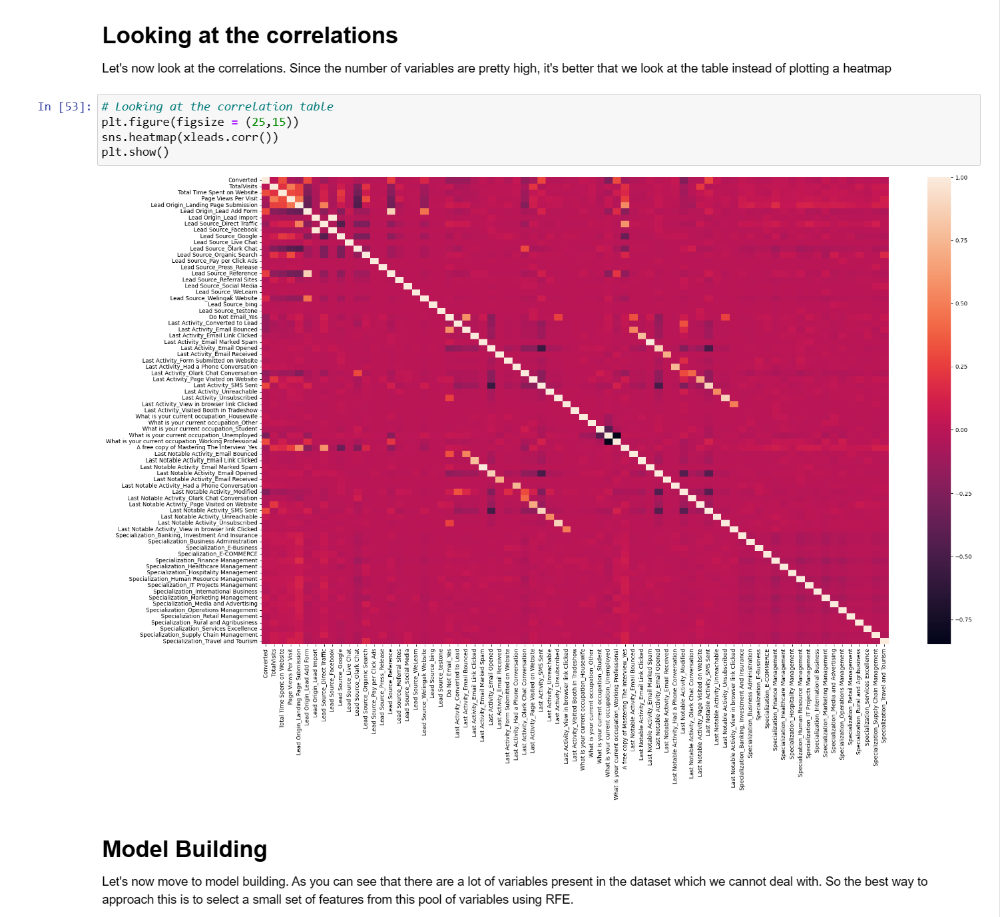 Looking at the correlations
Let's now look at the correlations. Since the number of variables are pretty high, it's better that we look at the table instead of plotting a heatmap
In [53]:
# Looking at the correlation table
plt.figure(figsize = (25,15))
sns.heatmap(xleads.corr())
plt.show()
Converted
TotalVisits
Total Time Spent on Website
Page Views Per Visit
Lead Origin_Landing Page Submission
Lead Origin_Lead Add Form
Lead Origin_Lead Import
Lead Source_Direct Traffic
Lead Source_Facebook
Lead Source_Google
Lead Source_Live Chat
Lead Source_Olark Chat
Lead Source_Organic Search
Lead Source_Pay per Click Ads
Lead Source_Press_Release
Lead Source_Reference
Lead Source_Referral Sites
Lead Source_Social Media
Lead Source_WeLearn
Lead Source_Welingak Website
Lead Source_bing
Lead Source_testone
Do Not Email_Yes
Last Activity_Converted to Lead
Last Activity_Email Bounced
Last Activity_Email Link Clicked
Last Activity_Email Marked Spam
Last Activity_Email Opened
Last Activity_Email Received
Last Activity_Form Submitted on Website
Last Activity_Had a Phone Conversation
Last Activity_Olark Chat Conversation
Last Activity_Page Visited on Website
Last Activity_SMS Sent
Last Activity_Unreachable
Last Activity_Unsubscribed
Last Activity_View in browser link Clicked
Last Activity_Visited Booth in Tradeshow
What is your current occupation_Housewife
What is your current occupation_Other
What is your current occupation_Student
What is your current occupation_Unemployed
What is your current occupation_Working Professional
A free copy of Mastering The Interview_Yes
Last Notable Activity_Email Bounced
Last Notable Activity_Email Link Clicked
Last Notable Activity_Email Marked Spam
Last Notable Activity_Email Opened
Last Notable Activity_Email Received
Last Notable Activity_Had a Phone Conversation
Last Notable Activity_Modified
Last Notable Activity_Olark Chat Conversation
Last Notable Activity_Page Visited on Website
Last Notable Activity_SMS Sent
Last Notable Activity_Unreachable
Last Notable Activity_Unsubscribed
Last Notable Activity_View in browser link Clicked
Specialization_Banking, Investment And Insurance
Specialization_Business Administration
Specialization_E-Business
Specialization_E-COMMERCE
Specialization_Finance Management
Specialization_Healthcare Management
Specialization_Hospitality Management
Specialization_Human Resource Management
Specialization_IT Projects Management
Specialization_International Business
Specialization_Marketing Management
Specialization_Media and Advertising
Specialization_Operations Management
Specialization_Retail Management
Specialization_Rural and Agribusiness
Specialization_Services Excellence
Specialization_Supply Chain Management
Specialization_Travel and Tourism
1.00
0.75
0.50
0.25
0.00
−0.25
−0.50
−0.75
Converted
TotalVisits
Total Time Spent on Website
Page Views Per Visit
Lead Origin_Landing Page Submission
Lead Origin_Lead Add Form
Lead Origin_Lead Import
Lead Source_Direct Traffic
Lead Source_Facebook
Lead Source_Google
Lead Source_Live Chat
Lead Source_Olark Chat
Lead Source_Organic Search
Lead Source_Pay per Click Ads
Lead Source_Press_Release
Lead Source_Reference
Lead Source_Referral Sites
Lead Source_Social Media
Lead Source_WeLearn
Lead Source_Welingak Website
Lead Source_bing
Lead Source_testone
Do Not Email_Yes
Last Activity_Converted to Lead
Last Activity_Email Bounced
Last Activity_Email Link Clicked
Last Activity_Email Marked Spam
Last Activity_Email Opened
Last Activity_Email Received
Last Activity_Form Submitted on Website
Last Activity_Had a Phone Conversation
Last Activity_Olark Chat Conversation
Last Activity_Page Visited on Website
Last Activity_SMS Sent
Last Activity_Unreachable
Last Activity_Unsubscribed
Last Activity_View in browser link Clicked
Last Activity_Visited Booth in Tradeshow
What is your current occupation_Housewife
What is your current occupation_Other
What is your current occupation_Student
What is your current occupation_Unemployed
What is your current occupation_Working Professional
A free copy of Mastering The Interview_Yes
Last Notable Activity_Email Bounced
Last Notable Activity_Email Link Clicked
Last Notable Activity_Email Marked Spam
Last Notable Activity_Email Opened
Last Notable Activity_Email Received
Last Notable Activity_Had a Phone Conversation
Last Notable Activity_Modified
Last Notable Activity_Olark Chat Conversation
Last Notable Activity_Page Visited on Website
Last Notable Activity_SMS Sent
Last Notable Activity_Unreachable
Last Notable Activity_Unsubscribed
Last Notable Activity_View in browser link Clicked
Specialization_Banking, Investment And Insurance
Specialization_Business Administration
Specialization_E-Business
Specialization_E-COMMERCE
Specialization_Finance Management
Specialization_Healthcare Management
Specialization_Hospitality Management
Specialization_Human Resource Management
Specialization_IT Projects Management
Specialization_International Business
Specialization_Marketing Management
Specialization_Media and Advertising
Specialization_Operations Management
Specialization_Retail Management
Specialization_Rural and Agribusiness
Specialization_Services Excellence
Specialization_Supply Chain Management
Specialization_Travel and Tourism
Model Building
Let's now move to model building. As you can see that there are a lot of variables present in the dataset which we cannot deal with. So the best way to
approach this is to select a small set of features from this pool of variables using RFE.